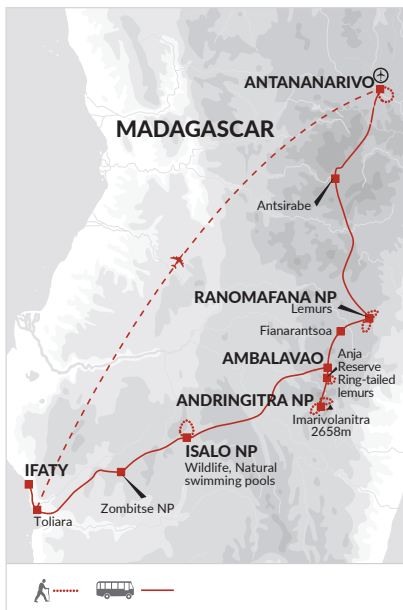 ANTANANARIVO
MADAGASCAR
Antsirabe
RANOMAFANA NP
Lemurs
Fianarantsoa
AMBALAVAO
Anja
Reserve
Ring-tailed
lemurs
ANDRINGITRA NP
Imarivolanitra
2658m
ISALO NP
Wildlife, Natural
swimming pools
IFATY
Toliara
Zombitse NP